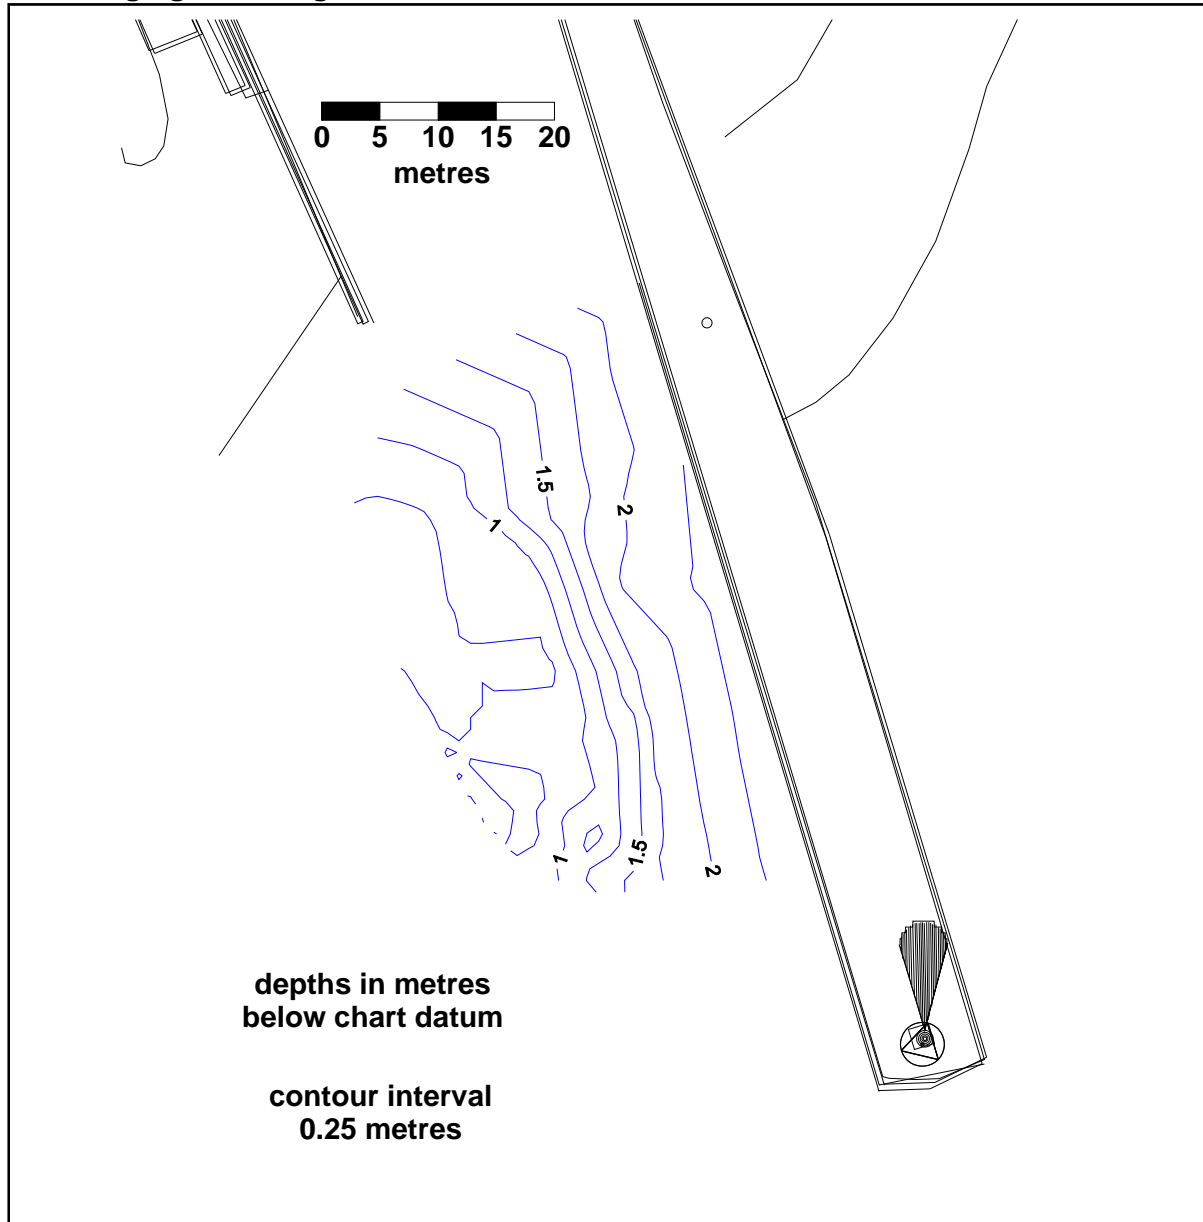 0 5 10 15 20
metres
1.5
2
1
1
1.5
2
depths in metres
below chart datum
contour interval
0.25 metres